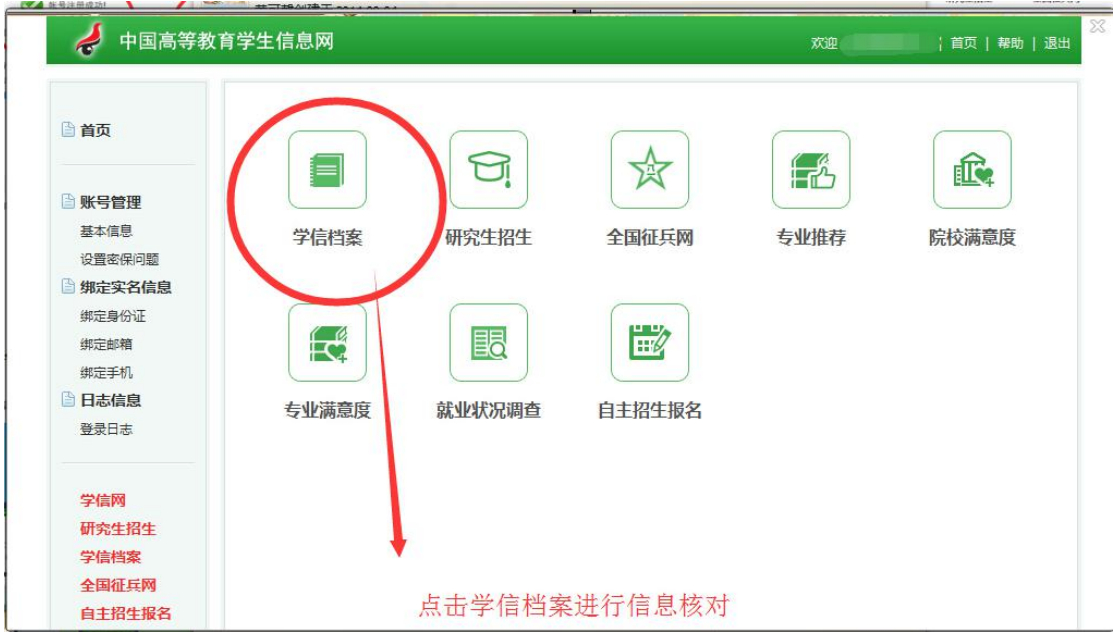 账号注册成功!
中国高等教育学生信息网
欢迎
首页 | 帮助 | 退出
首页
账号管理
基本信息
设置密保问题
绑定实名信息
绑定身份证
绑定邮箱
绑定手机
日志信息
登录日志
学信网
研究生招生
学信档案
全国征兵网
自主招生报名
学信档案
研究生招生
全国征兵网
专业推荐
院校满意度
专业满意度
就业状况调查
自主招生报名
点击学信档案进行信息核对